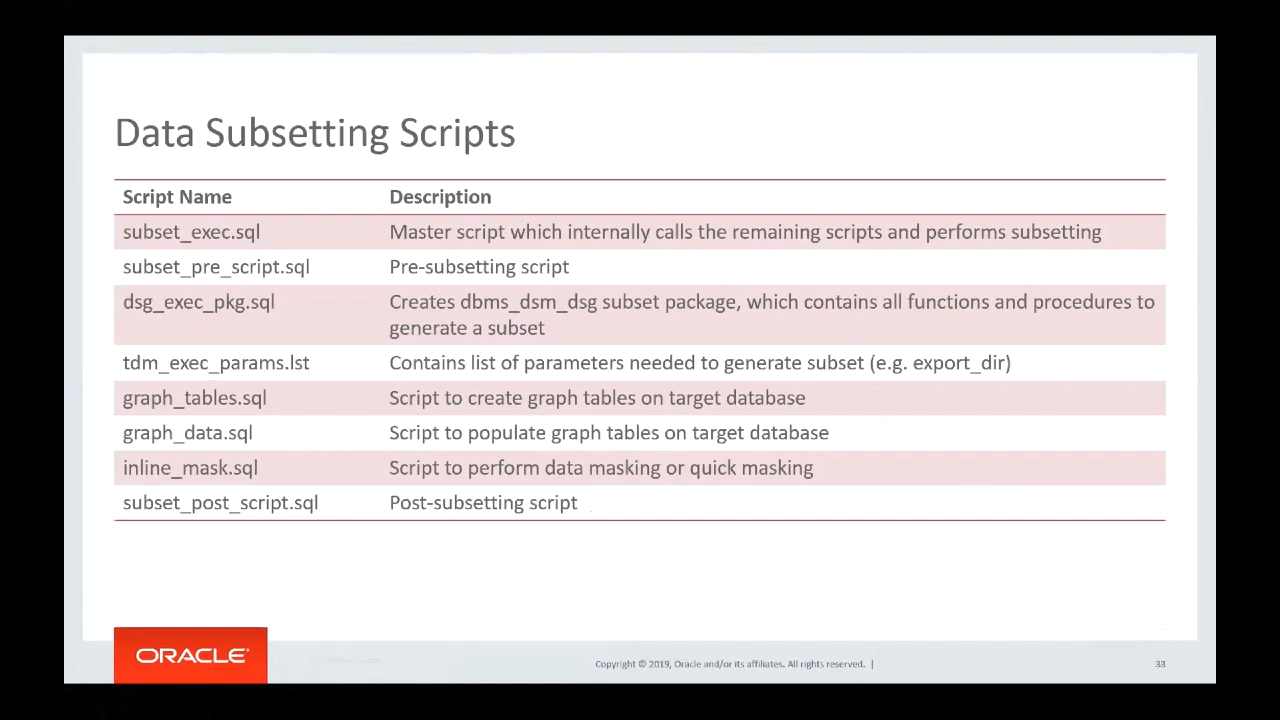 Data Subsetting Scripts
Script Name Description
subset_exec.sql Master script which internally calls the remaining scripts and performs subsetting
subset_pre_script.sql Pre-subsetting script
dsg_exec_pkg.sql Creates dbms_dsm_dsg subset package, which contains all functions and procedures to
generate a subset
tdm_exec_params.lst Contains list of parameters needed to generate subset (e.g. export_dir)
graph_tables.sql Script to create graph tables on target database
graph_data.sql Script to populate graph tables on target database
inline_mask.sql Script to perform data masking or quick masking
subset_post_script.sql Post-subsetting script
ORACLE® Copyright © 2019, Oracle and/or its affiliates. All rights reserved. | 33